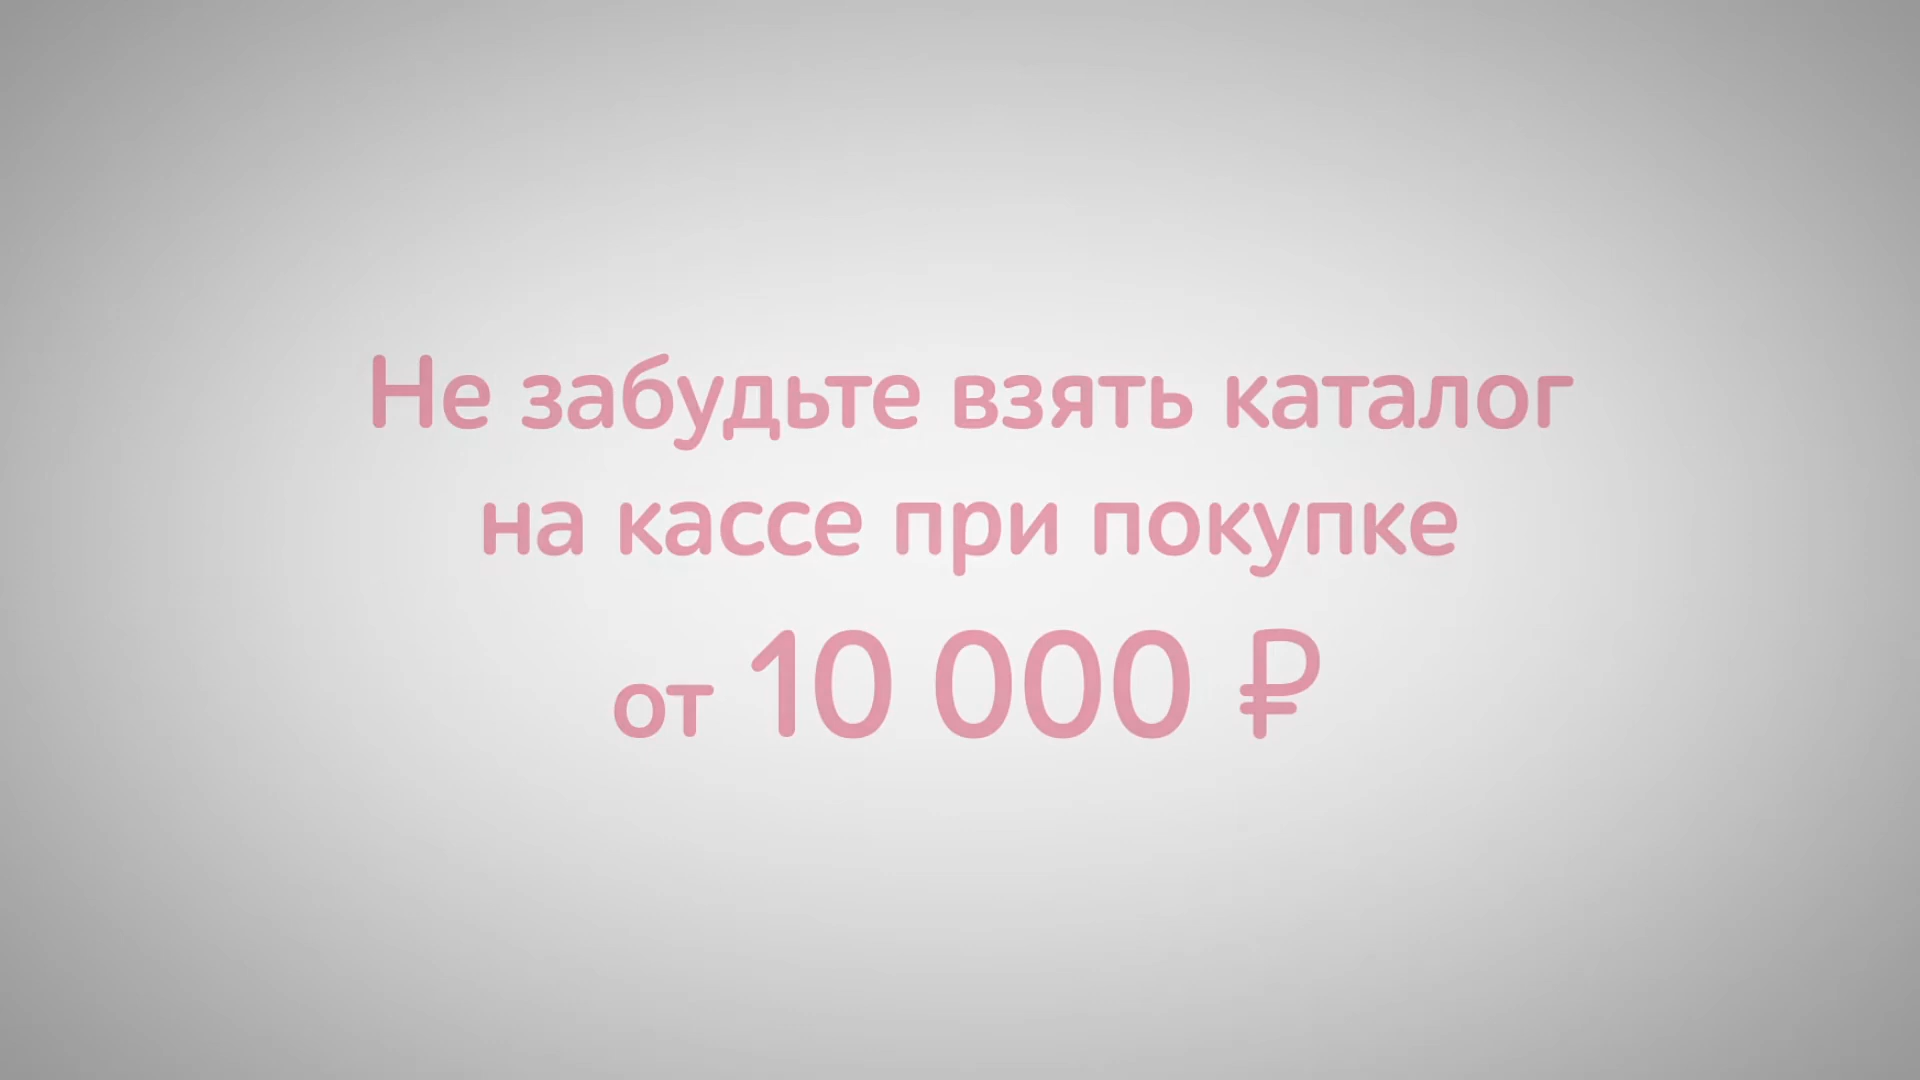 Не забудьте взять каталог
на кассе при покупке
от 10 000 ₽